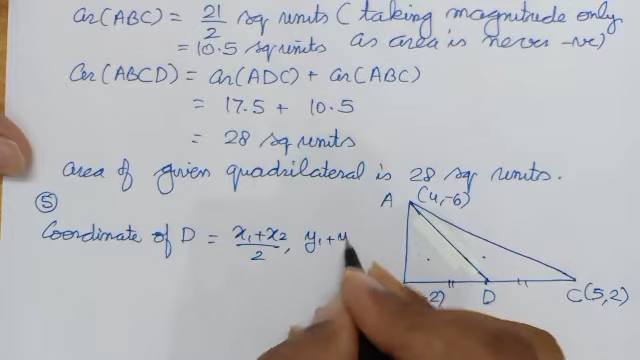 ar(ABC) = 21/2 sq units (taking magnitude only
= 10.5 sq units as area is never -ve)
ar(ABCD) = ar(ADC) + ar(ABC)
= 17.5 + 10.5
= 28 sq units
area of given quadrilateral is 28 sq units.
⑤
A (4,-6)
Coordinate of D = x₁+x₂/2, y₁+y
-2) D C(5,2)